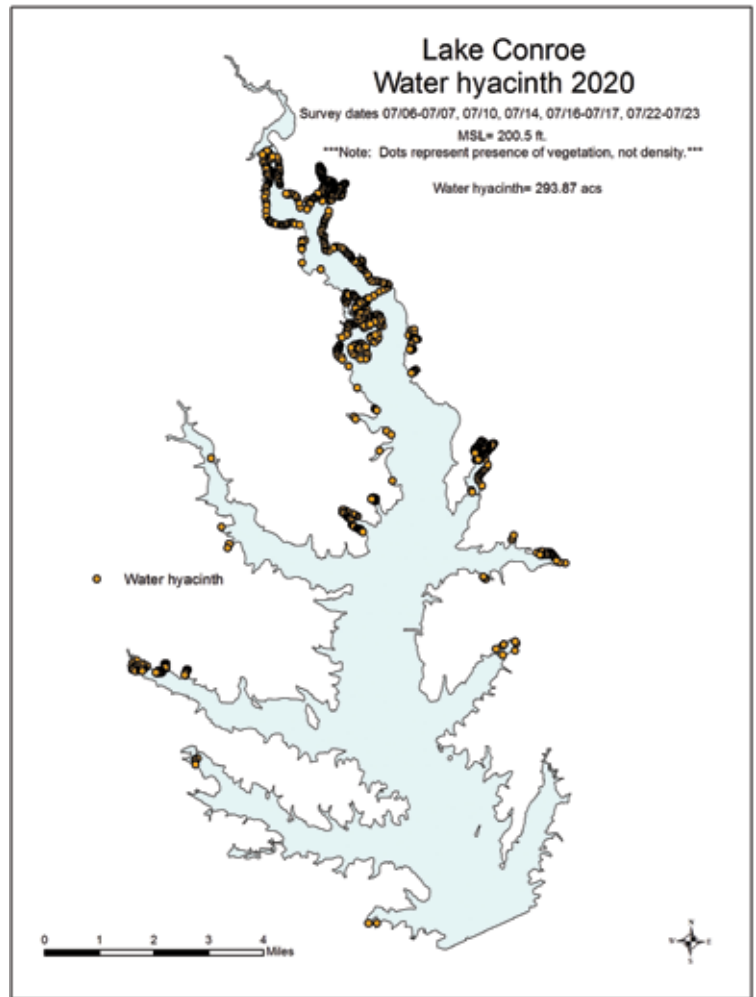 Lake Conroe
Water hyacinth 2020
Survey dates 07/06-07/07, 07/10, 07/14, 07/16-07/17, 07/22-07/23
MSL= 200.5 ft.
***Note: Dots represent presence of vegetation, not density.***
Water hyacinth= 293.87 acs
Water hyacinth
0 1 2 3 4
Miles
N
W E
S